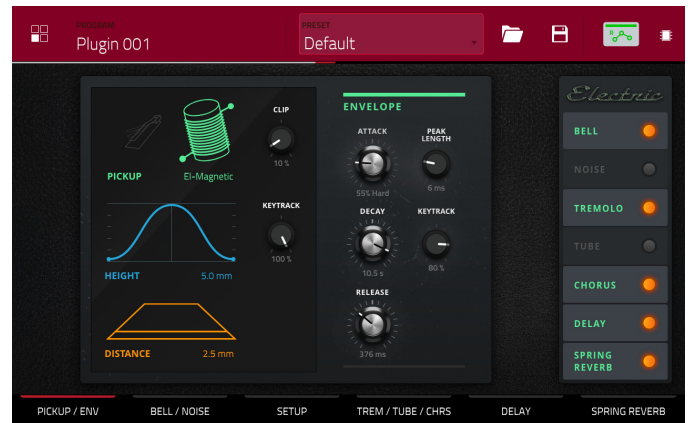 PROGRAM
Plugin 001
PRESET
Default
PICKUP
El-Magnetic
CLIP
10 %
KEYTRACK
100 %
HEIGHT
5.0 mm
DISTANCE
2.5 mm
ENVELOPE
ATTACK
55% Hard
PEAK
LENGTH
6 ms
DECAY
10.5 s
KEYTRACK
80 %
RELEASE
376 ms
Electric
BELL
NOISE
TREMOLO
TUBE
CHORUS
DELAY
SPRING
REVERB
PICKUP / ENV
BELL / NOISE
SETUP
TREM / TUBE / CHRS
DELAY
SPRING REVERB